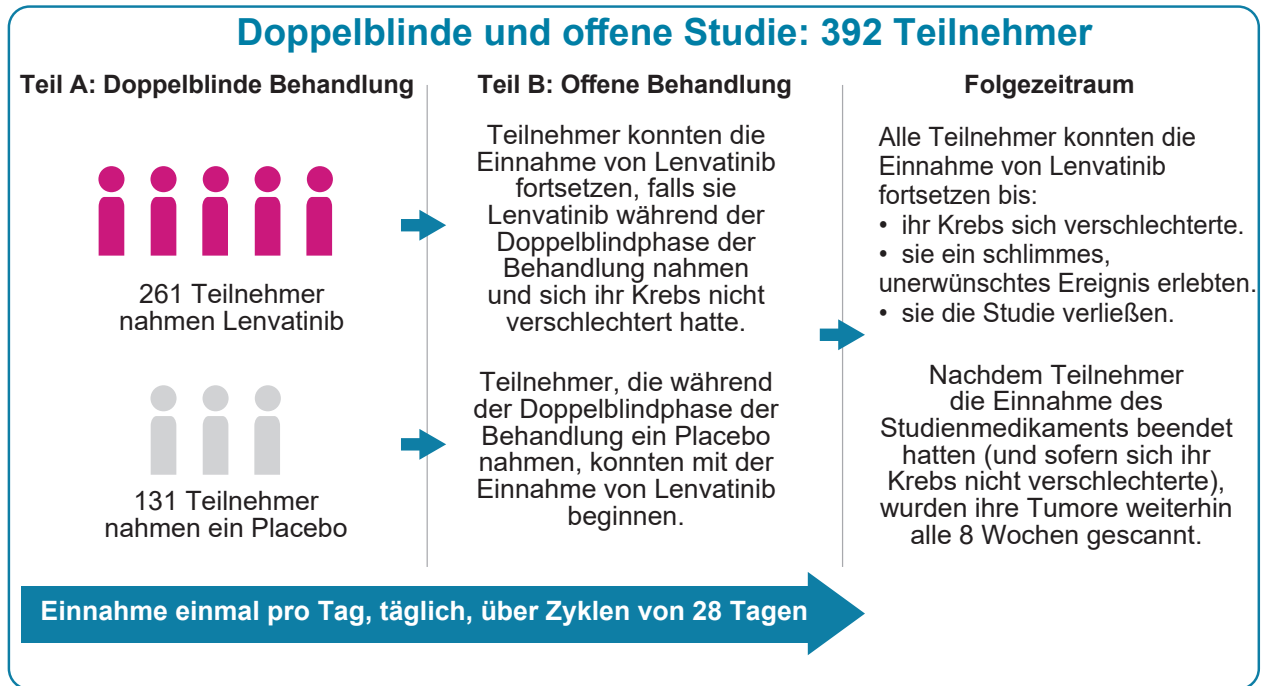 Doppelblinde und offene Studie: 392 Teilnehmer
Teil A: Doppelblinde Behandlung
261 Teilnehmer
nahmen Lenvatinib
131 Teilnehmer
nahmen ein Placebo
Teil B: Offene Behandlung
Teilnehmer konnten die
Einnahme von Lenvatinib
fortsetzen, falls sie
Lenvatinib während der
Doppelblindphase der
Behandlung nahmen
und sich ihr Krebs nicht
verschlechtert hatte.
Teilnehmer, die während
der Doppelblindphase der
Behandlung ein Placebo
nahmen, konnten mit der
Einnahme von Lenvatinib
beginnen.
Folgezeitraum
Alle Teilnehmer konnten die
Einnahme von Lenvatinib
fortsetzen bis:
• ihr Krebs sich verschlechterte.
• sie ein schlimmes,
unerwünschtes Ereignis erlebten.
• sie die Studie verließen.
Nachdem Teilnehmer
die Einnahme des
Studienmedikaments beendet
hatten (und sofern sich ihr
Krebs nicht verschlechterte),
wurden ihre Tumore weiterhin
alle 8 Wochen gescannt.
Einnahme einmal pro Tag, täglich, über Zyklen von 28 Tagen